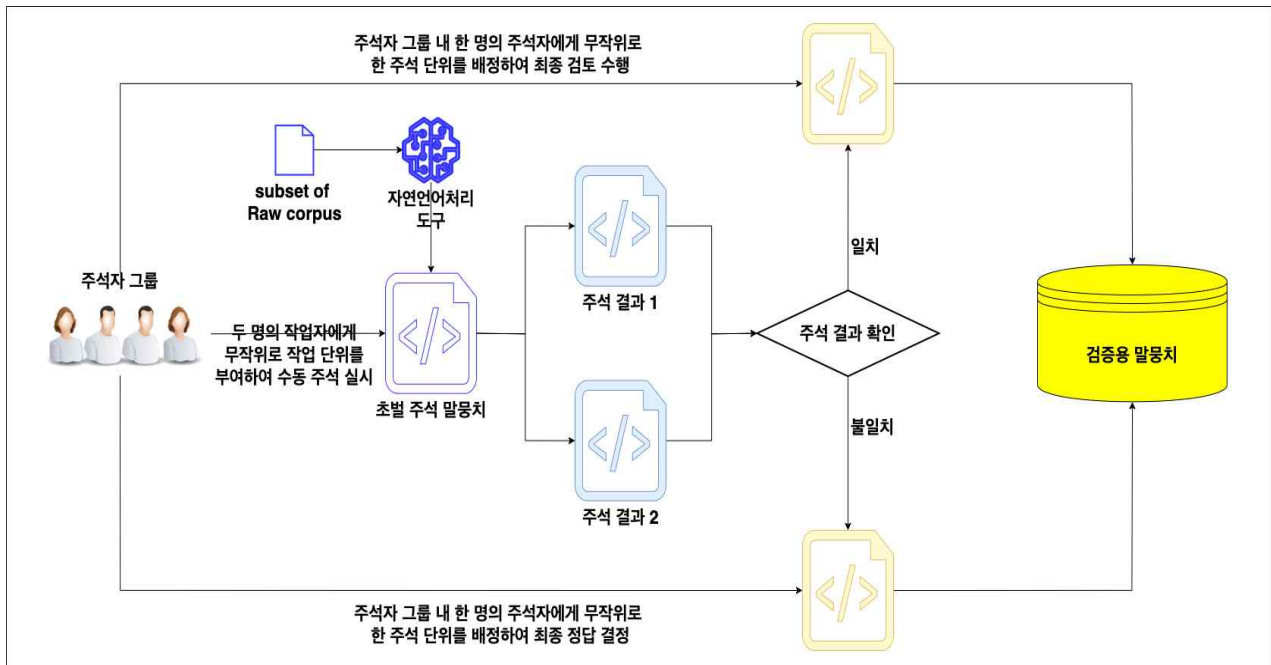 주석자 그룹 내 한 명의 주석자에게 무작위로
한 주석 단위를 배정하여 최종 검토 수행
subset of
Raw corpus
자연언어처리
도구
주석자 그룹
두 명의 작업자에게
무작위로 작업 단위를
부여하여 수동 주석 실시
초벌 주석 말뭉치
주석 결과 1
주석 결과 2
일치
주석 결과 확인
불일치
검증용 말뭉치
주석자 그룹 내 한 명의 주석자에게 무작위로
한 주석 단위를 배정하여 최종 정답 결정